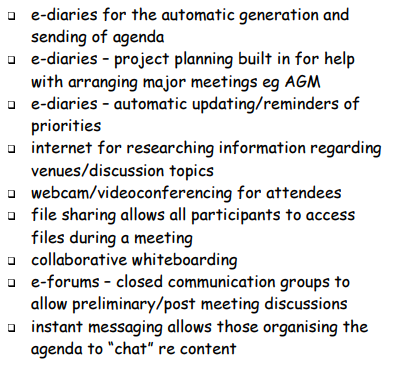 ❑ e-diaries for the automatic generation and
sending of agenda
❑ e-diaries – project planning built in for help
with arranging major meetings eg AGM
❑ e-diaries – automatic updating/reminders of
priorities
❑ internet for researching information regarding
venues/discussion topics
❑ webcam/videoconferencing for attendees
❑ file sharing allows all participants to access
files during a meeting
❑ collaborative whiteboarding
❑ e-forums – closed communication groups to
allow preliminary/post meeting discussions
❑ instant messaging allows those organising the
agenda to “chat” re content